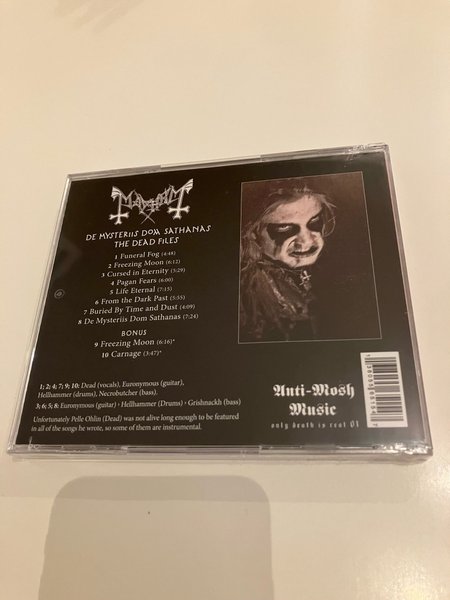 MAYHEM
DE MYSTERIIS DOM SATHANAS
THE DEAD FILES
1 Funeral Fog (4:48)
2 Freezing Moon (6:12)
3 Cursed in Eternity (5:29)
4 Pagan Fears (6:00)
5 Life Eternal (7:15)
6 From the Dark Past (5:55)
7 Buried By Time and Dust (4:09)
8 De Mysteriis Dom Sathanas (7:24)
BONUS
9 Freezing Moon (6:16)*
10 Carnage (3:47)*
1; 2; 4; 7; 9; 10: Dead (vocals), Euronymous (guitar),
Hellhammer (drums), Necrobutcher (bass).
3; 6; 5; 8: Euronymous (guitar) + Hellhammer (Drums) + Grishnackh (bass)
Unfortunately Pelle Ohlin (Dead) was not alive long enough to be featured
in all of the songs he wrote, so some of them are instrumental.
Anti-Mosh
Music
only death is real 01